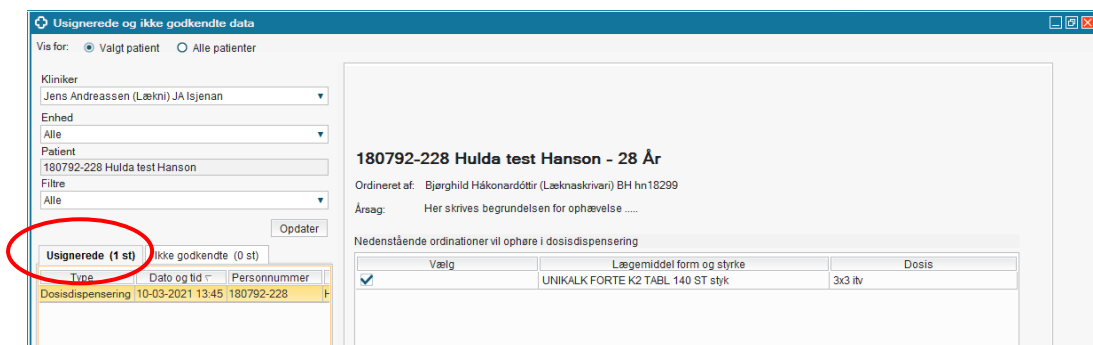 Usignerede og ikke godkendte data
Vis for: Valgt patient Alle patienter
Kliniker
Jens Andreassen (Lækni) JA Isjenan
Enhed
Alle
Patient
180792-228 Hulda test Hanson
Filtre
Alle
Opdater
Usignerede (1 st) Ikke godkendte (0 st)
Type Dato og tid Personnummer
Dosisdispensering 10-03-2021 13:45 180792-228 H
180792-228 Hulda test Hanson - 28 År
Ordineret af: Bjørghild Hákonardóttir (Læknaskrivari) BH hn18299
Årsag: Her skrives begrundelsen for ophævelse .....
Nedenstående ordinationer vil ophøre i dosisdispensering
Vælg Lægemiddel form og styrke Dosis
UNIKALK FORTE K2 TABL 140 ST styk 3x3 itv